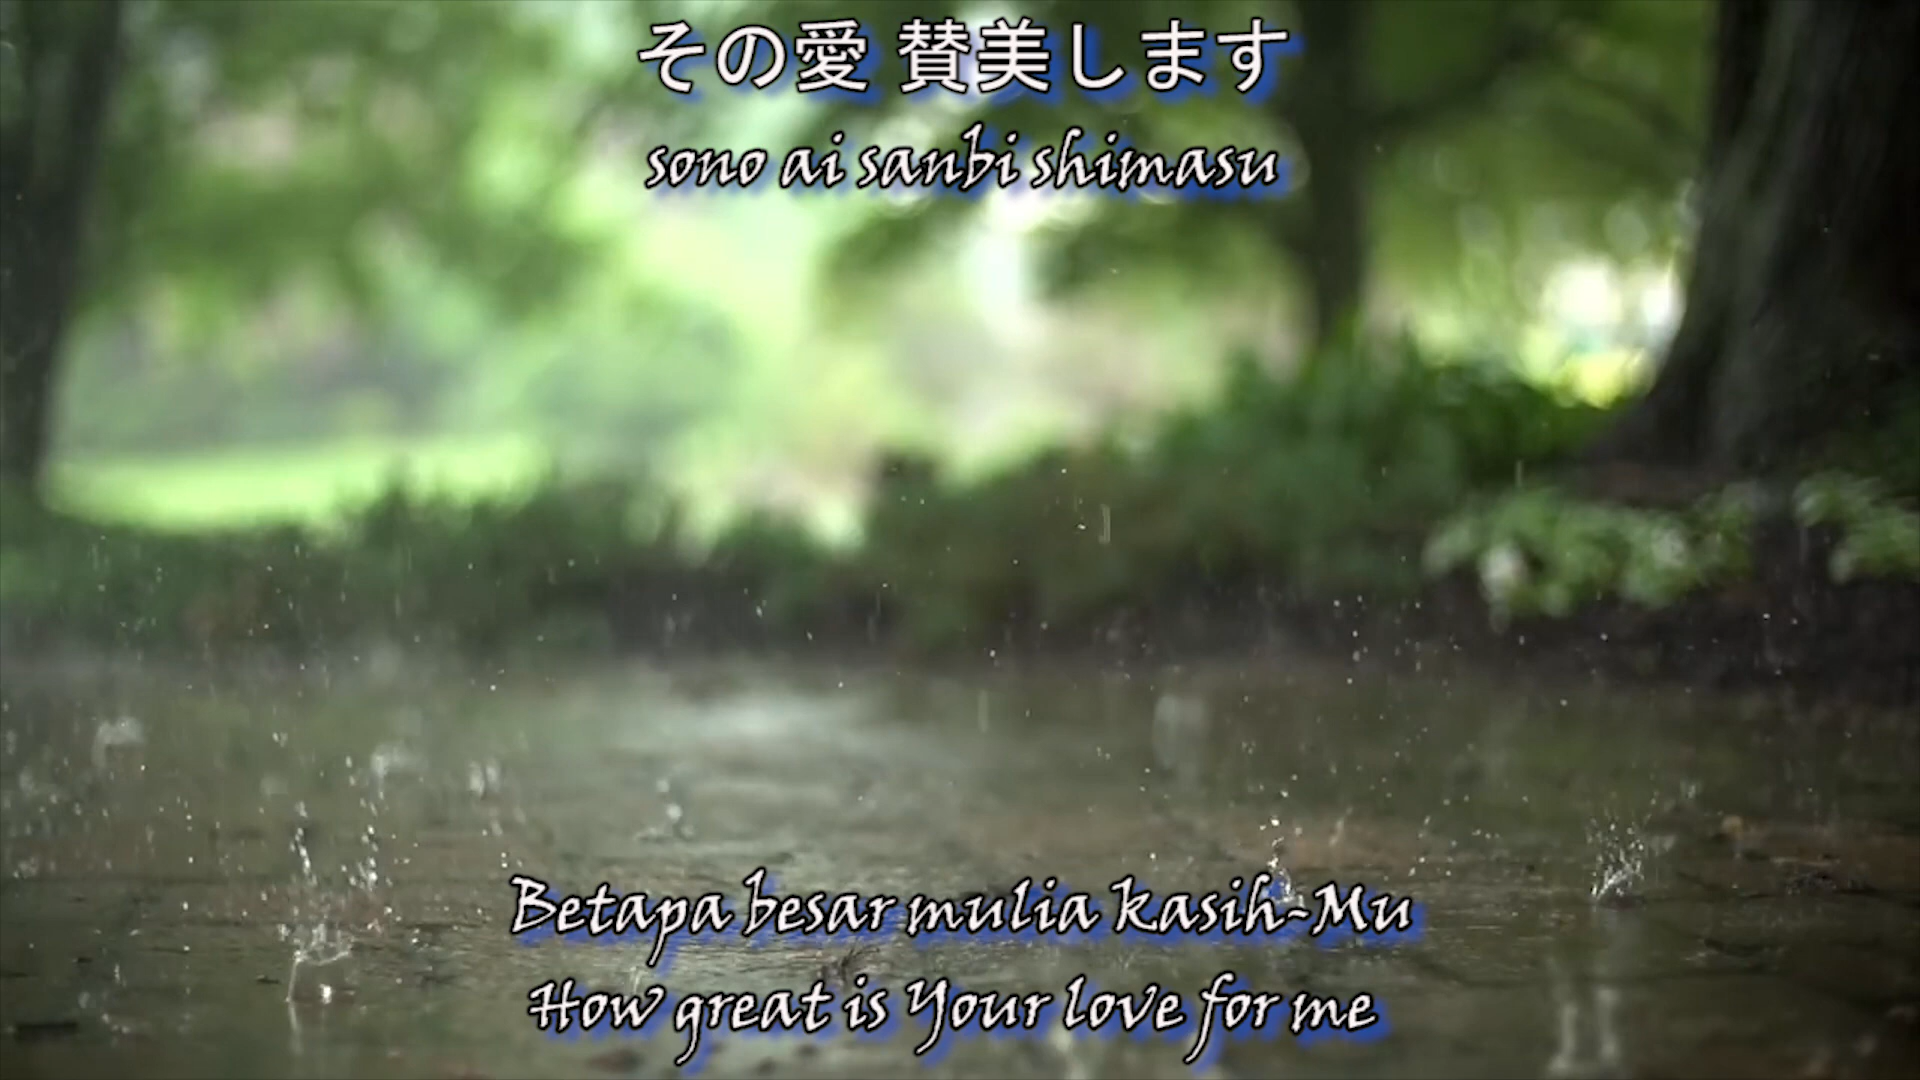 その愛 賛美します
sono ai sanbi shimasu
Betapa besar mulia kasih-Mu
How great is Your love for me